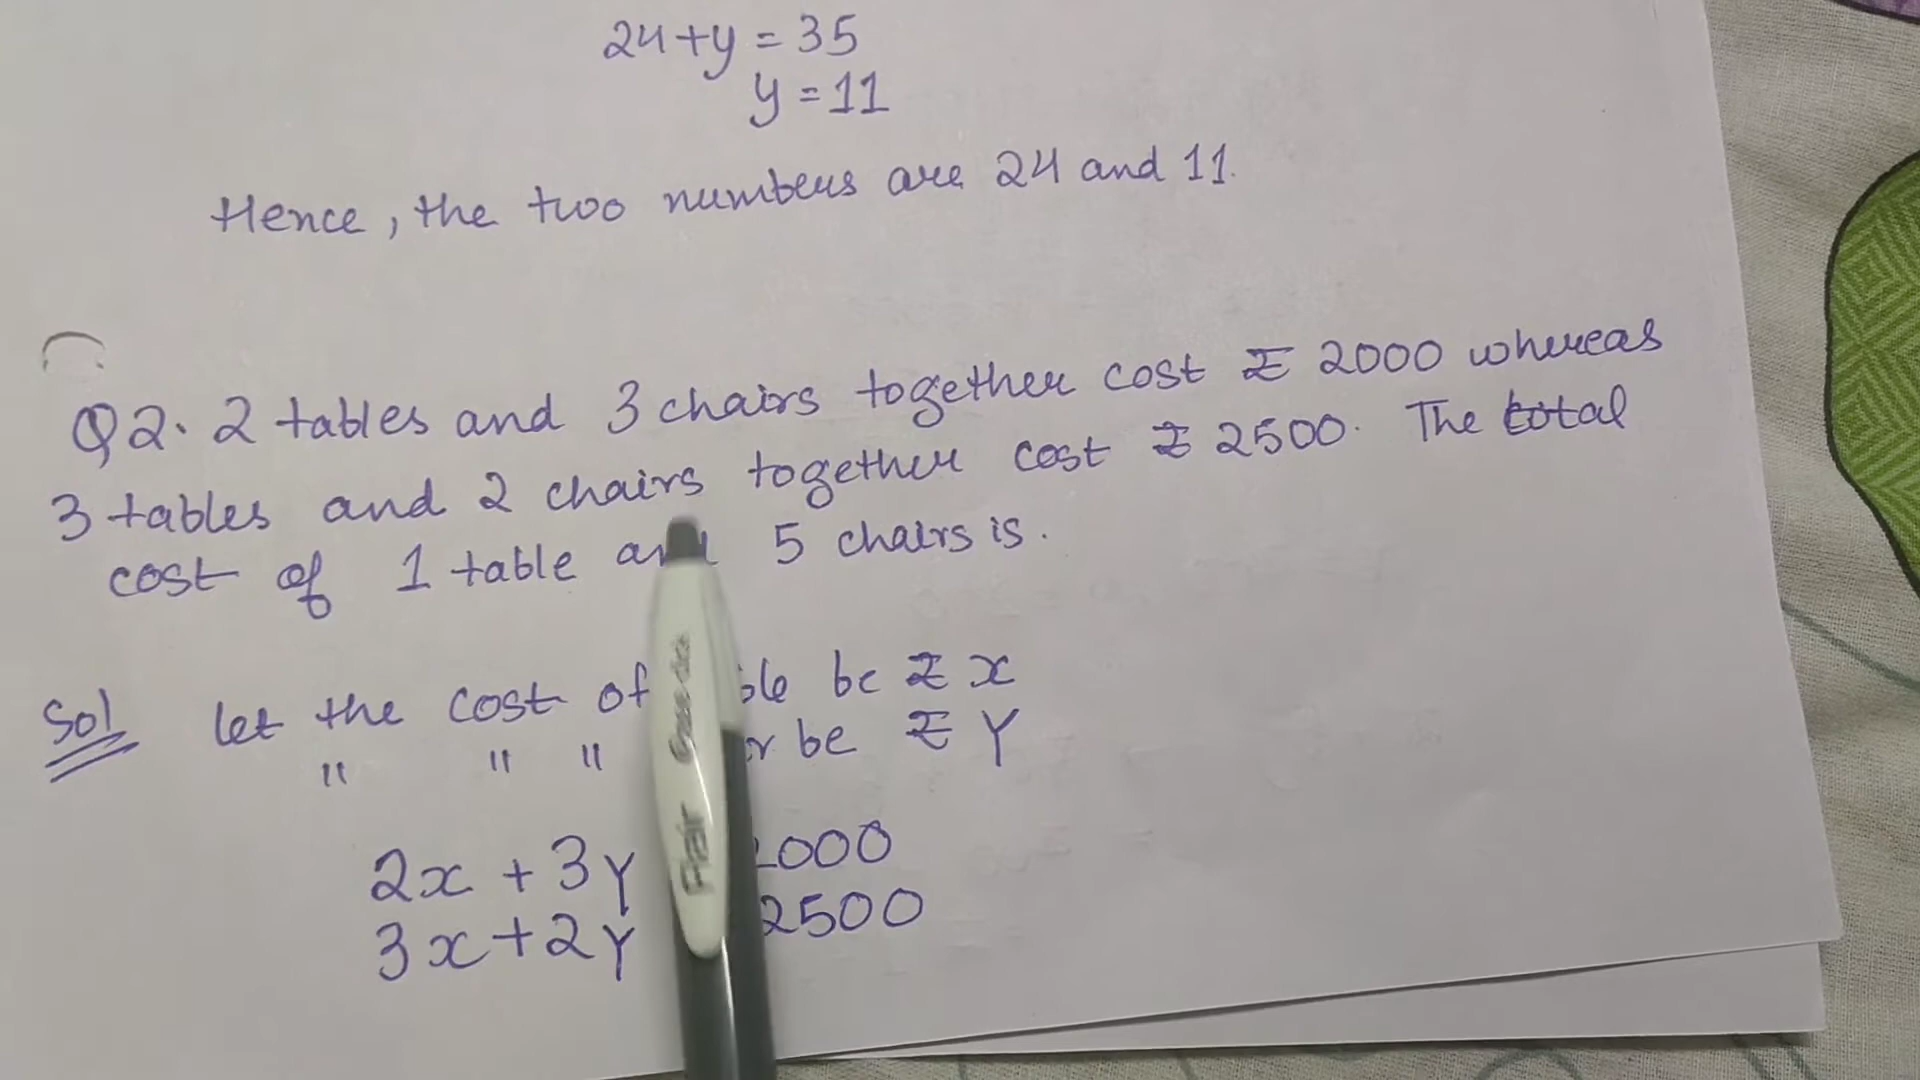 24+y = 35
y = 11
Hence, the two numbers are 24 and 11.
Q2. 2 tables and 3 chairs together cost ₹ 2000 whereas
3 tables and 2 chairs together cost ₹ 2500. The total
cost of 1 table and 5 chairs is.
Sol let the cost of be ₹ x
" " " be ₹ Y
2x + 3y 2000
3x + 2y 2500
Flair